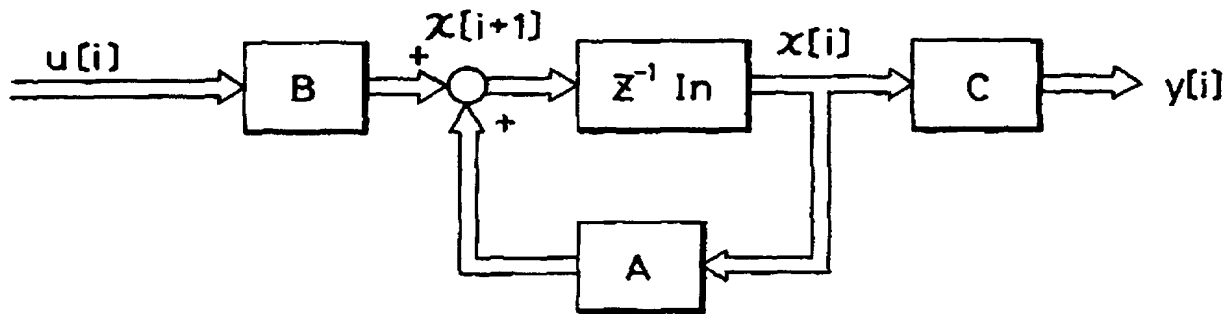 u[i]
B
+
x[i+1]
+
Z⁻¹ In
x[i]
C
y[i]
A